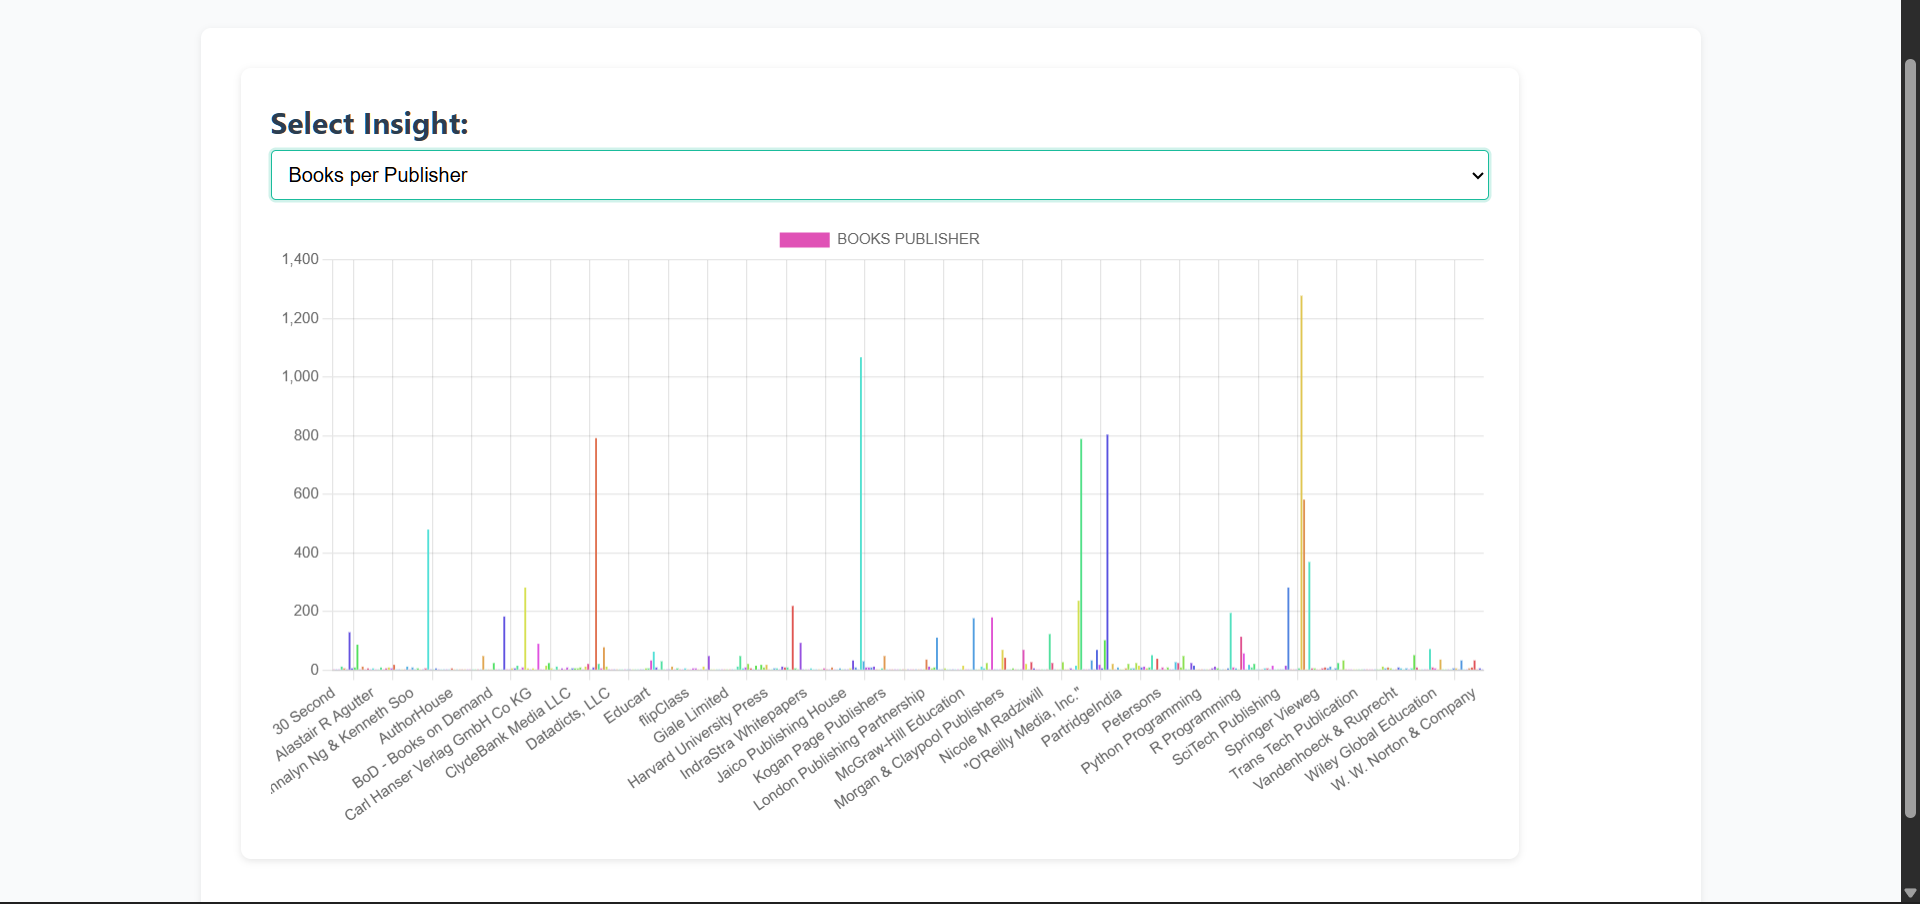 Select Insight:
Books per Publisher
BOOKS PUBLISHER
1,400
1,200
1,000
800
600
400
200
0
30 Second
Alastair R Agutter
& Kenneth Soo
AuthorHouse
BoD - Books on Demand
Carl Hanser Verlag GmbH Co KG
ClydeBank Media LLC
Datadicts, LLC
Educart
flipClass
Giale Limited
Harvard University Press
IndraStra Whitepapers
Jaico Publishing House
Kogan Page Publishers
London Publishing Partnership
McGraw-Hill Education
Morgan & Claypool Publishers
Nicole M Radziwill
"O'Reilly Media, Inc."
PartridgeIndia
Petersons
Python Programming
R Programming
SciTech Publishing
Springer Vieweg
Trans Tech Publication
Vandenhoeck & Ruprecht
Wiley Global Education
W. W. Norton & Company